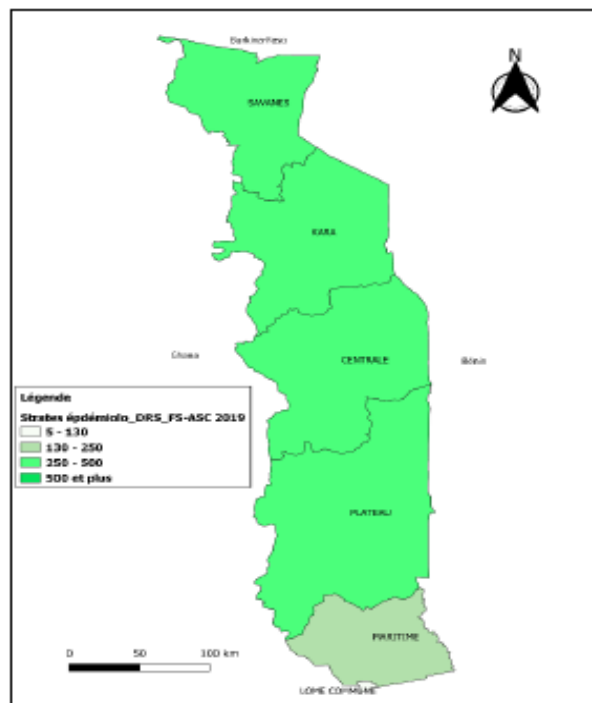 Burkina Faso
N
SAVANES
KARA
Ghana
CENTRALE
Bénin
Légende
Strates épdémiolo_DRS_FS-ASC 2019
5 - 130
130 - 250
250 - 500
500 et plus
PLATEAU
MARITIME
0 50 100 km
LOME COMMUNE